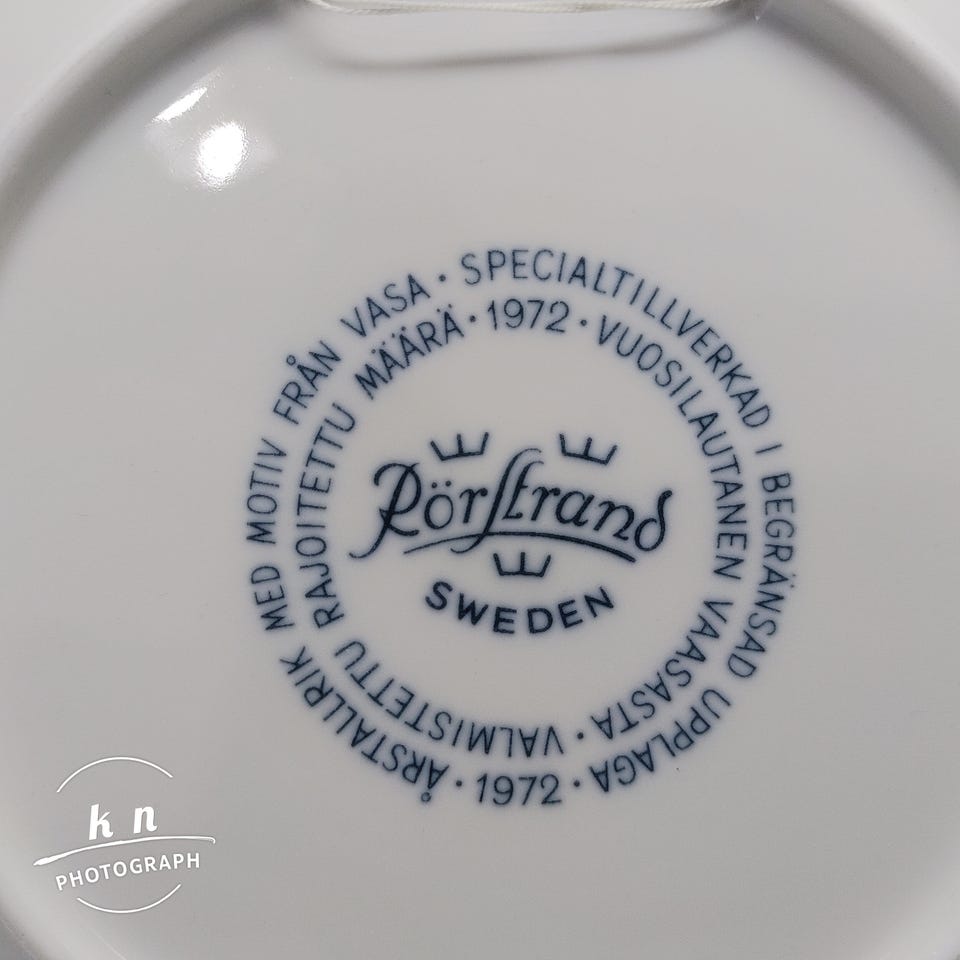 ÅRSTALLRIK MED MOTIV FRÅN VASA · SPECIALTILLVERKAD I BEGRÄNSAD UPPLAGA · 1972 ·
VUOSILAUTANEN VAASASTA · VALMISTETTU RAJOITETTU MÄÄRÄ · 1972 ·
Rörstrand
SWEDEN
k n
PHOTOGRAPH